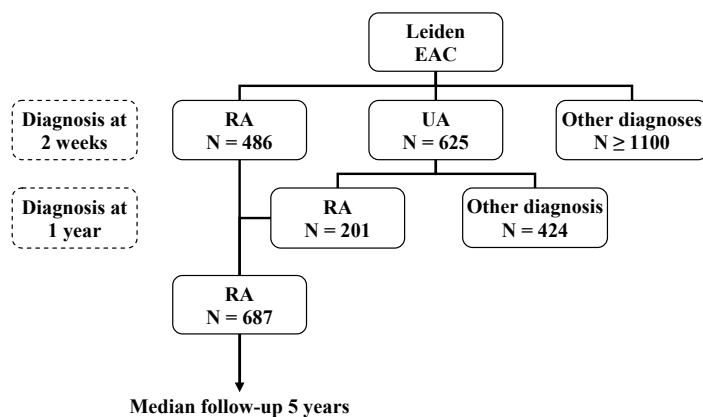 Leiden
EAC
Diagnosis at
2 weeks
RA
N = 486
UA
N = 625
Other diagnoses
N ≥ 1100
Diagnosis at
1 year
RA
N = 201
Other diagnosis
N = 424
RA
N = 687
Median follow-up 5 years